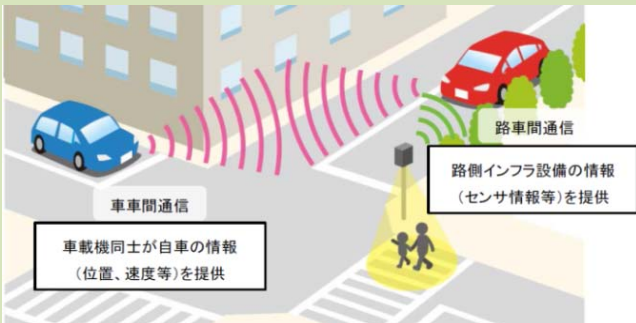 路車間通信
路側インフラ設備の情報
（センサ情報等）を提供
車車間通信
車載機同士が自車の情報
（位置、速度等）を提供